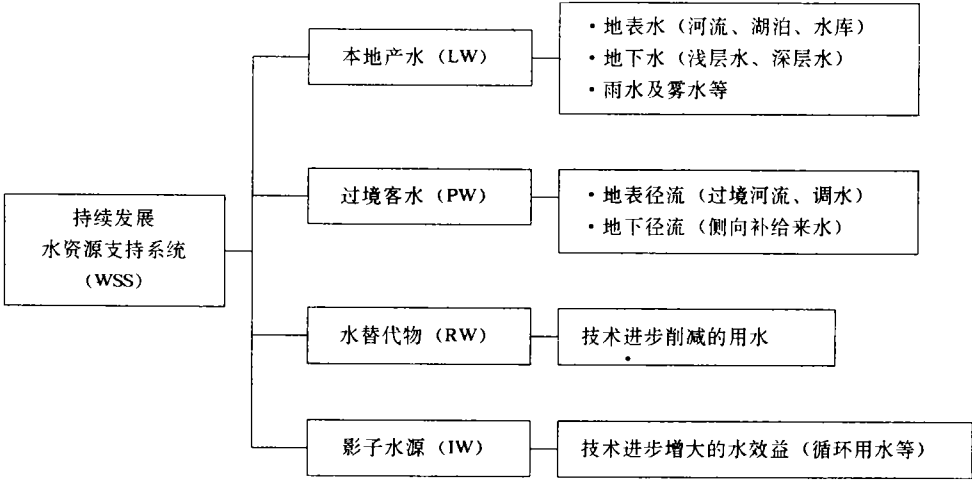 持续发展
水资源支持系统
(WSS)
本地产水 (LW)
· 地表水 (河流、湖泊、水库)
· 地下水 (浅层水、深层水)
· 雨水及雾水等
过境客水 (PW)
· 地表径流 (过境河流、调水)
· 地下径流 (侧向补给来水)
水替代物 (RW)
技术进步削减的用水
影子水源 (IW)
技术进步增大的水效益 (循环用水等)